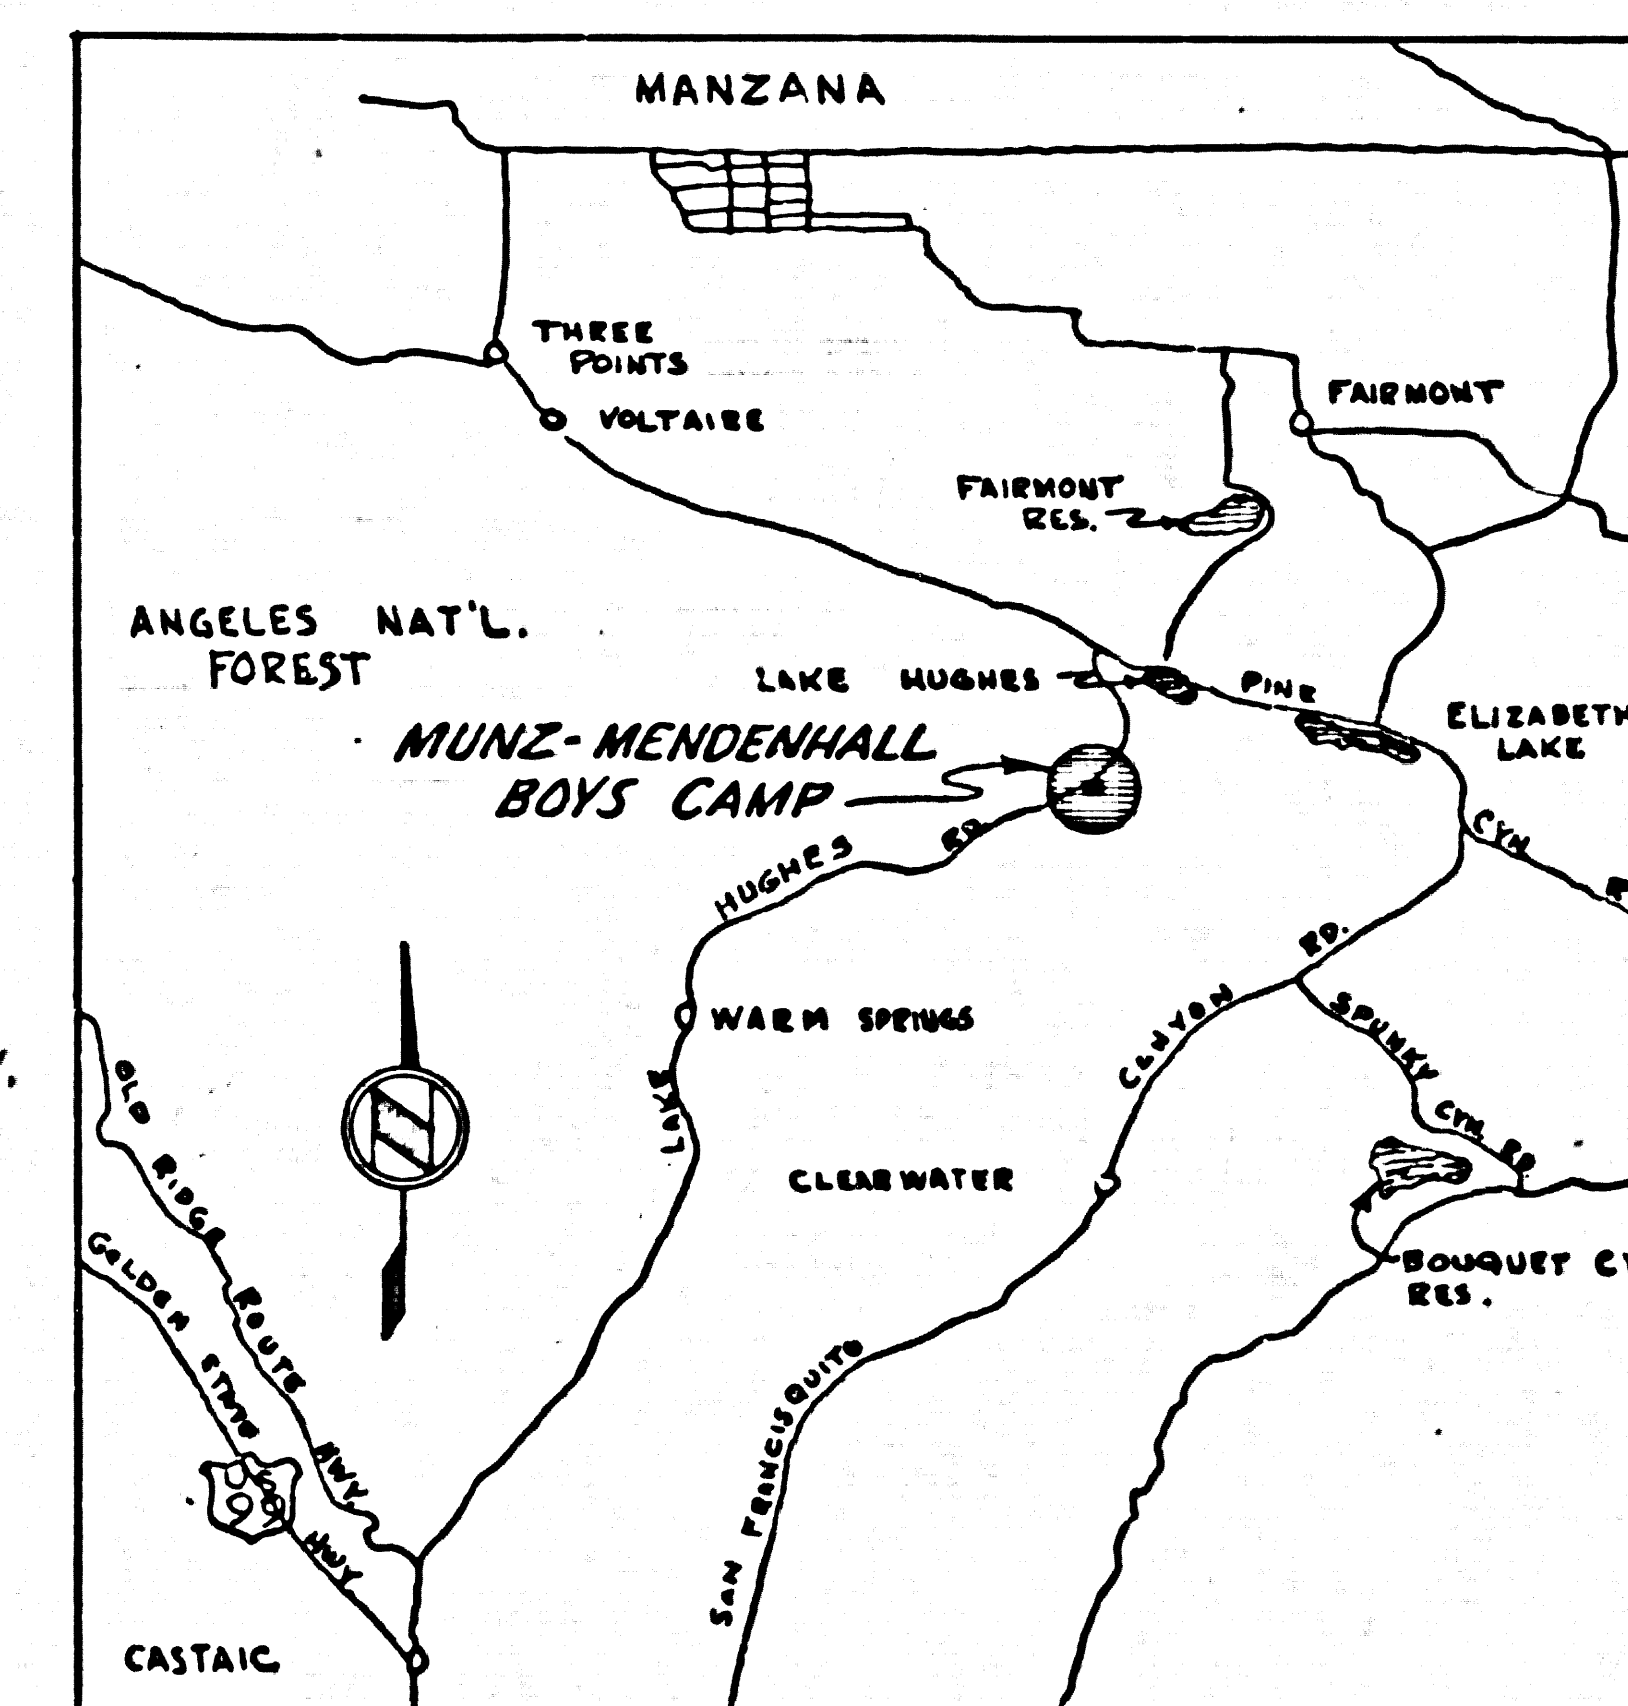 MANZANA
THREE
POINTS
VOLTAIRE
FAIRMONT
FAIRMONT
RES.
ANGELES NAT'L.
FOREST
LAKE HUGHES
PINE
ELIZABETH
LAKE
MUNZ-MENDENHALL
BOYS CAMP
CYN
R
LAKE HUGHES RD.
WARM SPRINGS
SAN FRANCISQUITO CANYON RD.
SPUNKY CYN. RD.
CLEARWATER
N
OLD RIDGE ROUTE HWY.
GOLDEN STATE HWY
US
99
BOUQUET CY
RES.
CASTAIC